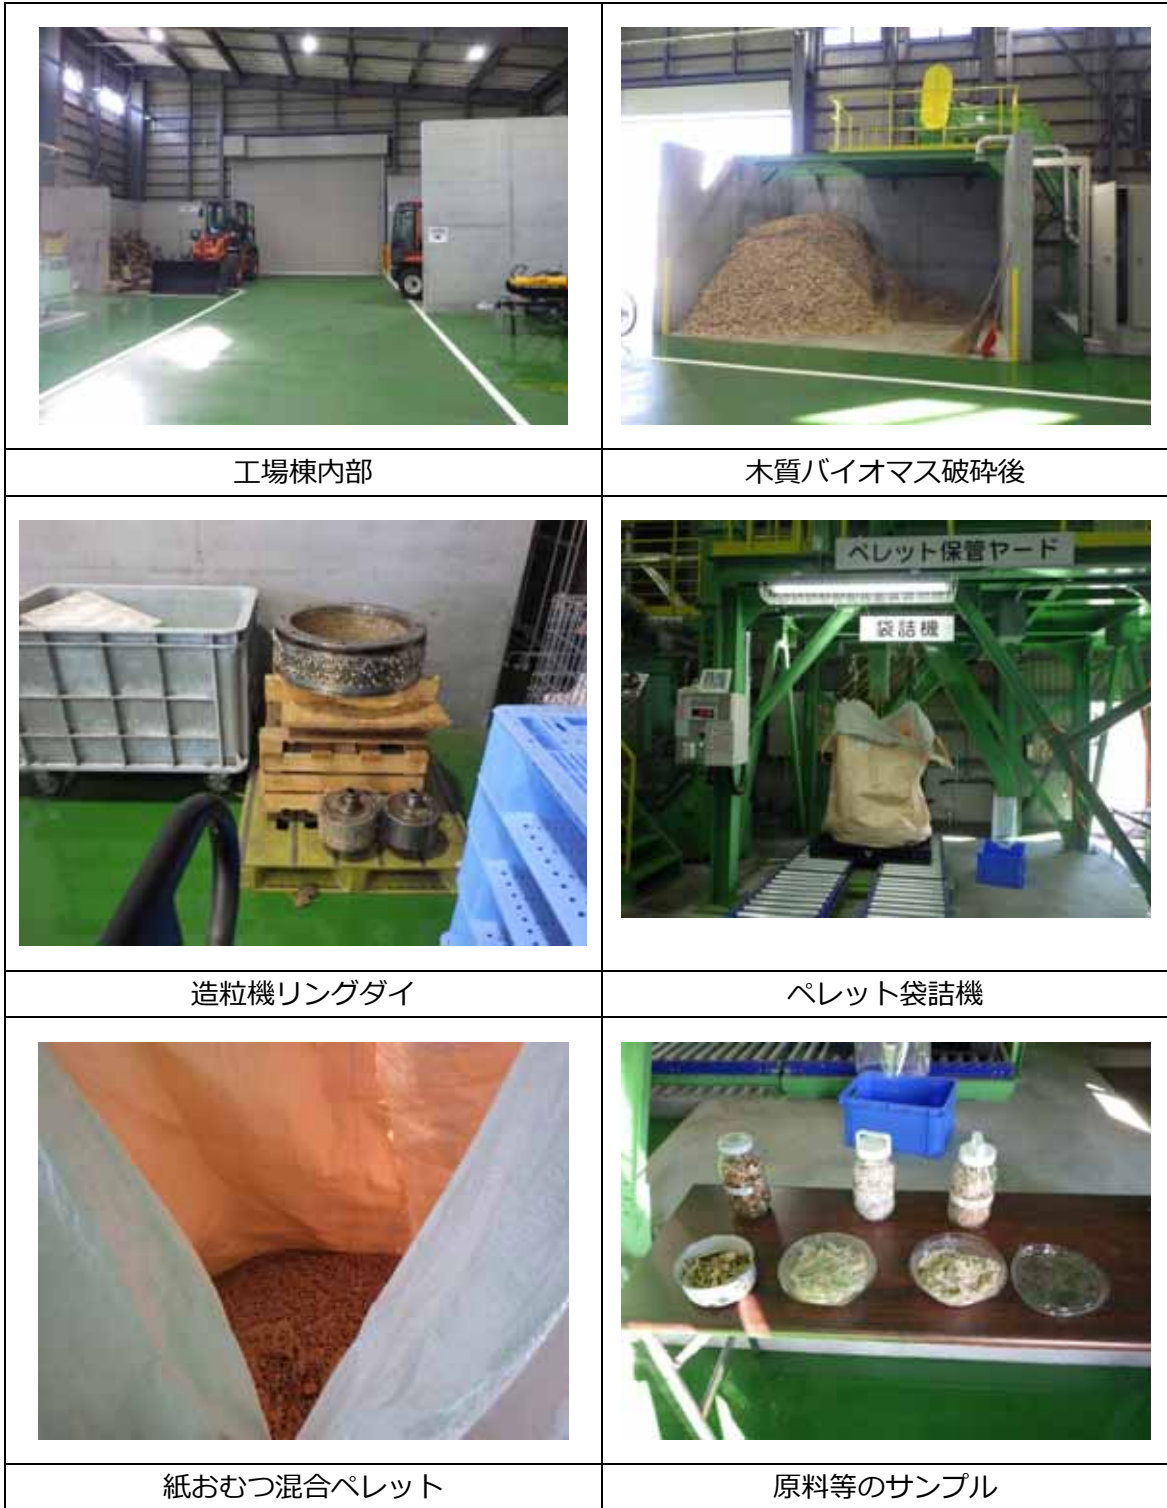 工場棟内部
木質バイオマス破砕後
ペレット保管ヤード
袋詰機
造粒機リングダイ
ペレット袋詰機
紙おむつ混合ペレット
原料等のサンプル